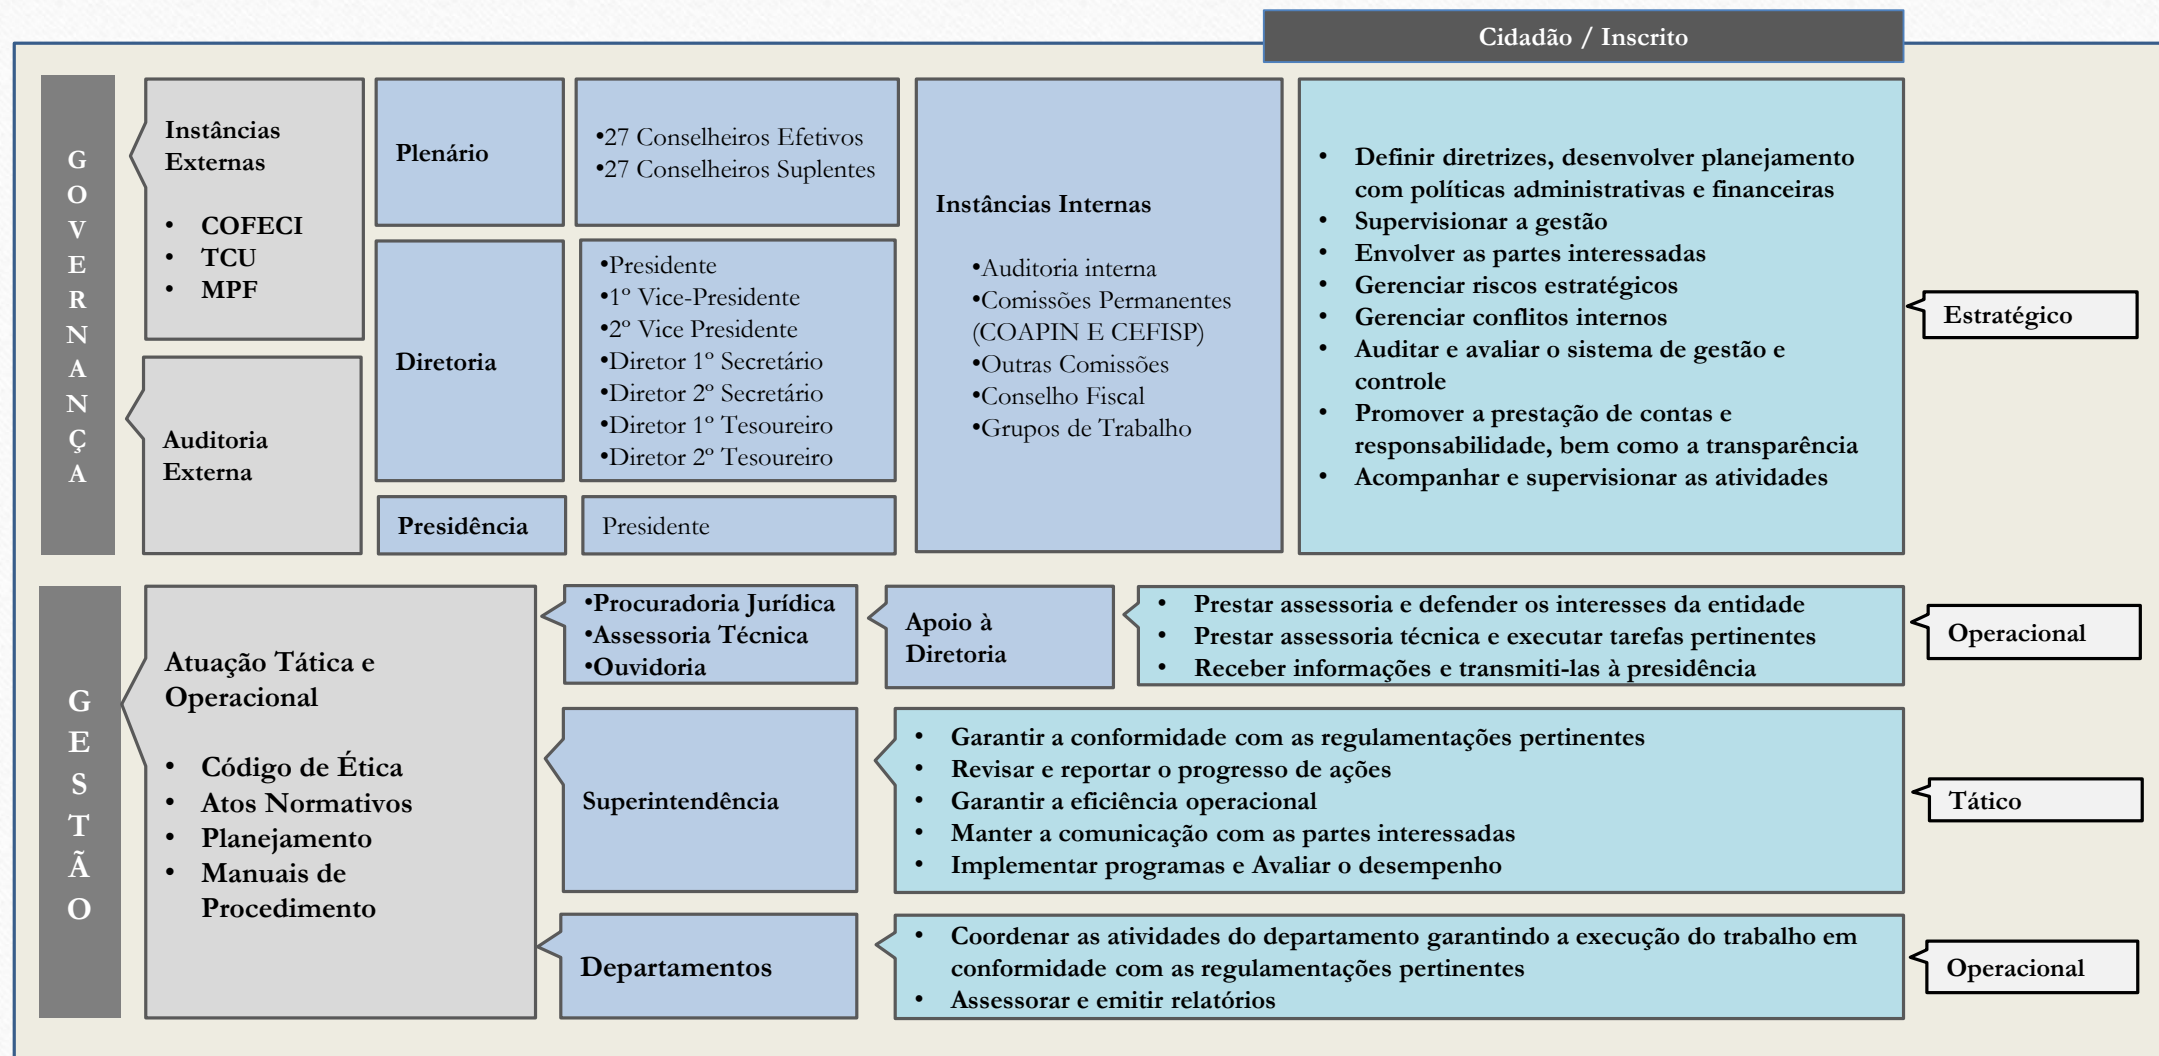 Cidadão / Inscrito
GOVERNANÇA
Instâncias
Externas
• COFECI
• TCU
• MPF
Auditoria
Externa
Plenário
•27 Conselheiros Efetivos
•27 Conselheiros Suplentes
Diretoria
•Presidente
•1º Vice-Presidente
•2º Vice Presidente
•Diretor 1º Secretário
•Diretor 2º Secretário
•Diretor 1º Tesoureiro
•Diretor 2º Tesoureiro
Presidência
Presidente
Instâncias Internas
•Auditoria interna
•Comissões Permanentes
(COAPIN E CEFISP)
•Outras Comissões
•Conselho Fiscal
•Grupos de Trabalho
• Definir diretrizes, desenvolver planejamento
com políticas administrativas e financeiras
• Supervisionar a gestão
• Envolver as partes interessadas
• Gerenciar riscos estratégicos
• Gerenciar conflitos internos
• Auditar e avaliar o sistema de gestão e
controle
• Promover a prestação de contas e
responsabilidade, bem como a transparência
• Acompanhar e supervisionar as atividades
Estratégico
GESTÃO
Atuação Tática e
Operacional
• Código de Ética
• Atos Normativos
• Planejamento
• Manuais de
Procedimento
•Procuradoria Jurídica
•Assessoria Técnica
•Ouvidoria
Apoio à
Diretoria
• Prestar assessoria e defender os interesses da entidade
• Prestar assessoria técnica e executar tarefas pertinentes
• Receber informações e transmiti-las à presidência
Operacional
Superintendência
• Garantir a conformidade com as regulamentações pertinentes
• Revisar e reportar o progresso de ações
• Garantir a eficiência operacional
• Manter a comunicação com as partes interessadas
• Implementar programas e Avaliar o desempenho
Tático
Departamentos
• Coordenar as atividades do departamento garantindo a execução do trabalho em
conformidade com as regulamentações pertinentes
• Assessorar e emitir relatórios
Operacional